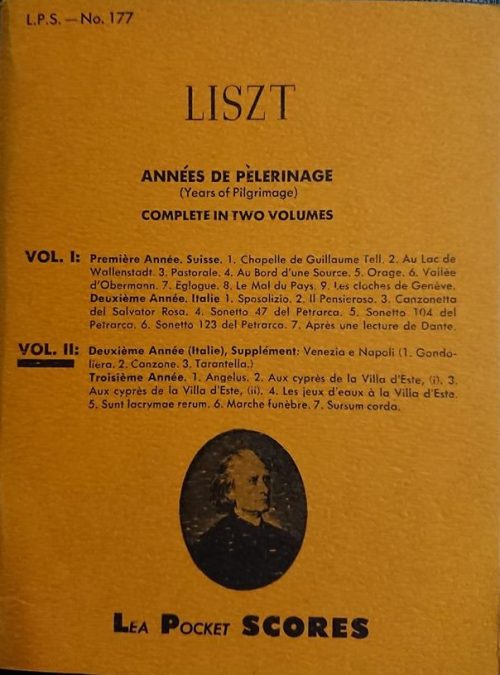 L.P.S. – No. 177
LISZT
ANNÉES DE PÈLERINAGE
(Years of Pilgrimage)
COMPLETE IN TWO VOLUMES
VOL. I: Première Année. Suisse. 1. Chapelle de Guillaume Tell. 2. Au Lac de
Wallenstadt. 3. Pastorale. 4. Au Bord d'une Source. 5. Orage. 6. Vallée
d'Obermann. 7. Eglogue. 8. Le Mal du Pays. 9. Les cloches de Genève.
Deuxième Année. Italie 1. Sposalizio. 2. Il Pensieroso. 3. Canzonetta
del Salvator Rosa. 4. Sonetto 47 del Petrarca. 5. Sonetto 104 del
Petrarca. 6. Sonetto 123 del Petrarca. 7. Après une lecture de Dante.
VOL. II: Deuxième Année (Italie), Supplément: Venezia e Napoli (1. Gondo-
liera. 2. Canzone. 3. Tarantella.)
Troisième Année. 1. Angelus. 2. Aux cyprès de la Villa d'Este, (i). 3.
Aux cyprès de la Villa d'Este, (ii). 4. Les jeux d'eaux à la Villa d'Este.
5. Sunt lacrymae rerum. 6. Marche funèbre. 7. Sursum corda.
LEA POCKET SCORES